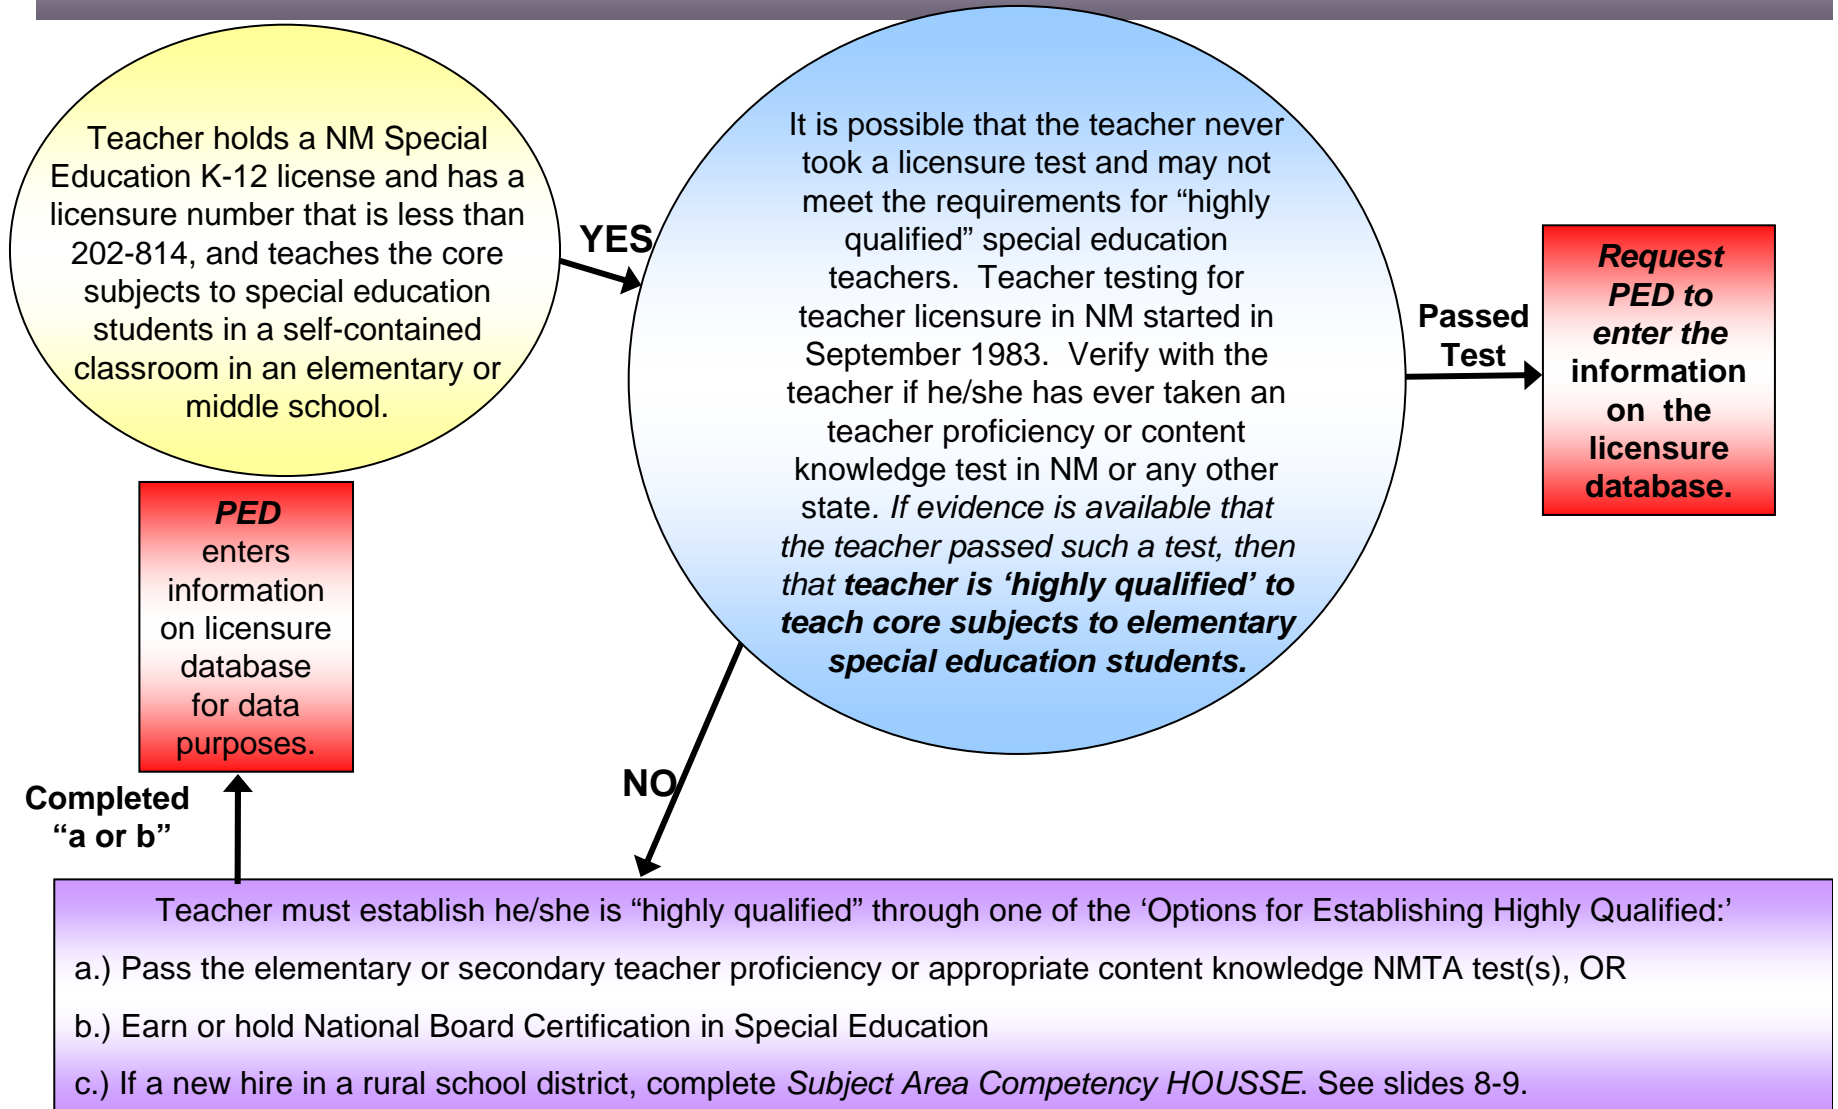 Teacher holds a NM Special
Education K-12 license and has a
licensure number that is less than
202-814, and teaches the core
subjects to special education
students in a self-contained
classroom in an elementary or
middle school.
YES
It is possible that the teacher never
took a licensure test and may not
meet the requirements for “highly
qualified” special education
teachers.  Teacher testing for
teacher licensure in NM started in
September 1983.  Verify with the
teacher if he/she has ever taken an
teacher proficiency or content
knowledge test in NM or any other
state. If evidence is available that
the teacher passed such a test, then
that teacher is ‘highly qualified’ to
teach core subjects to elementary
special education students.
Passed
Test
Request
PED to
enter the
information
on  the
licensure
database.
NO
Teacher must establish he/she is “highly qualified” through one of the ‘Options for Establishing Highly Qualified:’
a.) Pass the elementary or secondary teacher proficiency or appropriate content knowledge NMTA test(s), OR
b.) Earn or hold National Board Certification in Special Education
c.) If a new hire in a rural school district, complete Subject Area Competency HOUSSE. See slides 8-9.
Completed
“a or b”
PED
enters
information
on licensure
database
for data
purposes.